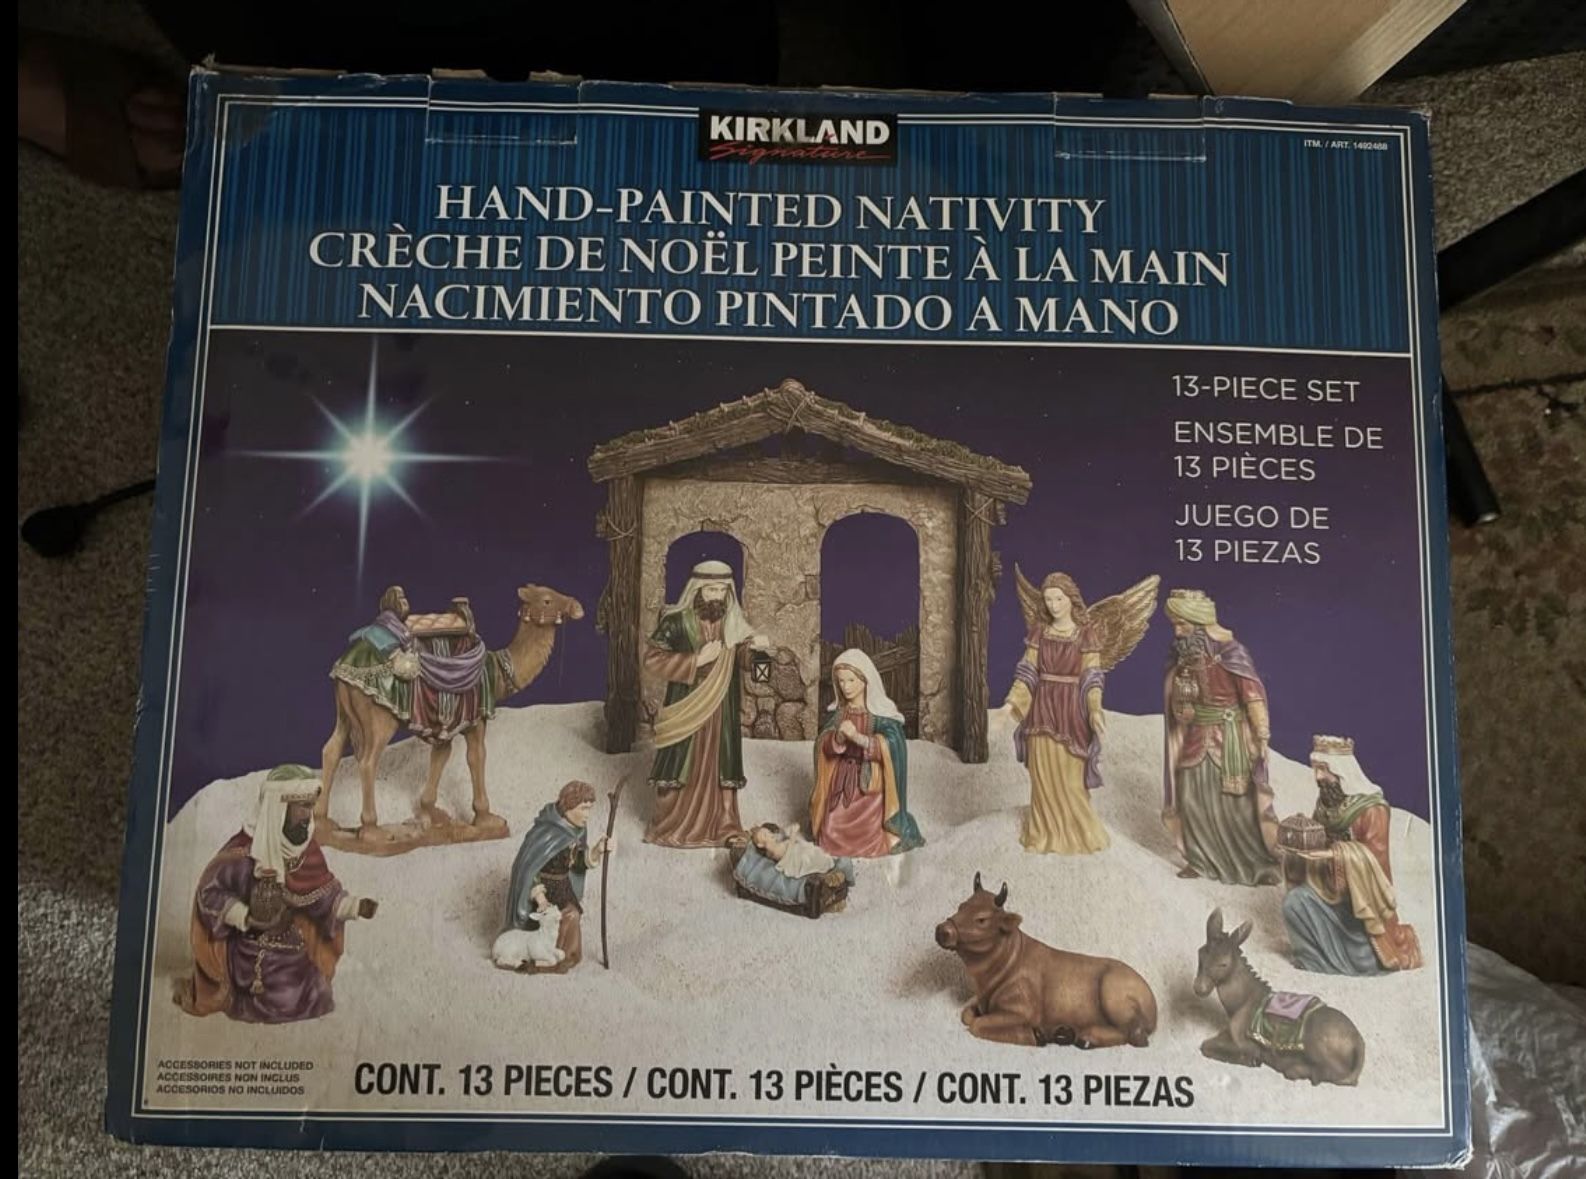 KIRKLAND
Signature
ITM. / ART. 1492488
HAND-PAINTED NATIVITY
CRÈCHE DE NOËL PEINTE À LA MAIN
NACIMIENTO PINTADO A MANO
13-PIECE SET
ENSEMBLE DE
13 PIÈCES
JUEGO DE
13 PIEZAS
ACCESSORIES NOT INCLUDED
ACCESSOIRES NON INCLUS
ACCESORIOS NO INCLUIDOS
CONT. 13 PIECES / CONT. 13 PIÈCES / CONT. 13 PIEZAS